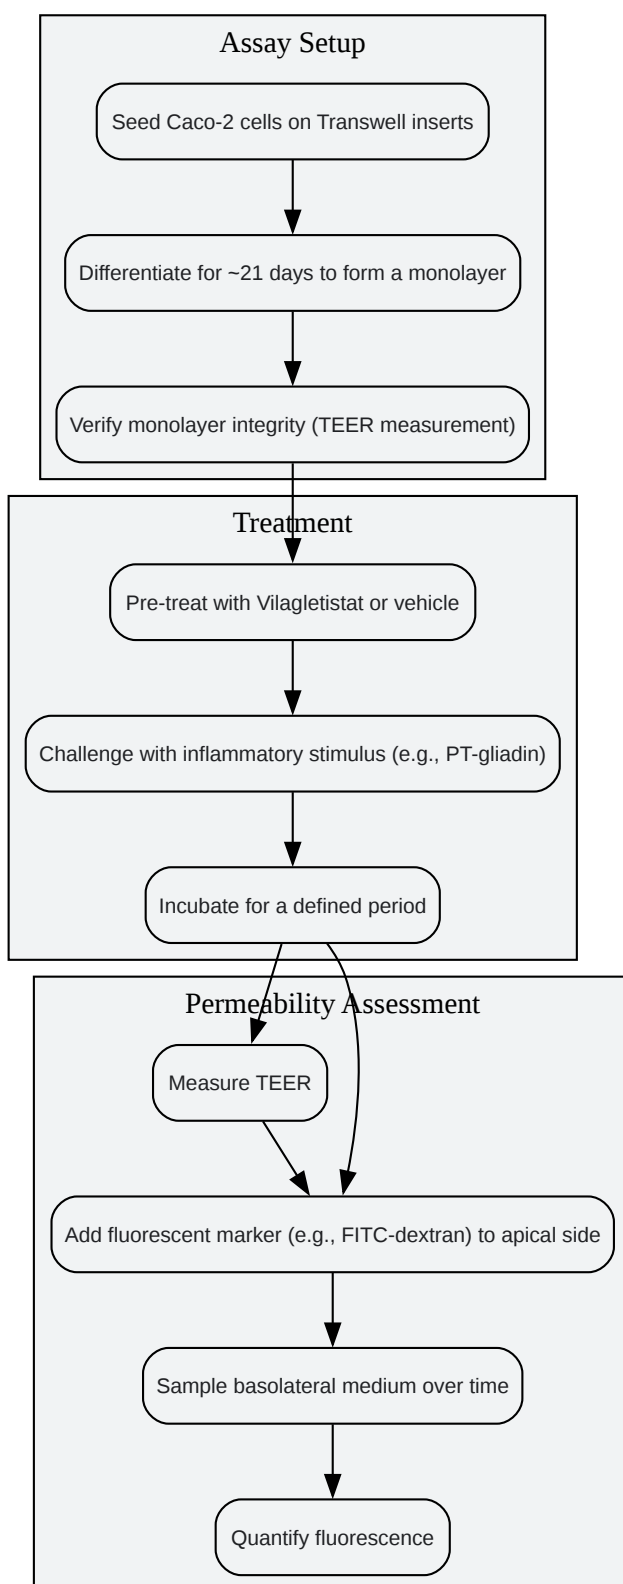 Assay Setup
Seed Caco-2 cells on Transwell inserts
Differentiate for ~21 days to form a monolayer
Verify monolayer integrity (TEER measurement)
Treatment
Pre-treat with Vilagletistat or vehicle
Challenge with inflammatory stimulus (e.g., PT-gliadin)
Incubate for a defined period
Permeability Assessment
Measure TEER
Add fluorescent marker (e.g., FITC-dextran) to apical side
Sample basolateral medium over time
Quantify fluorescence